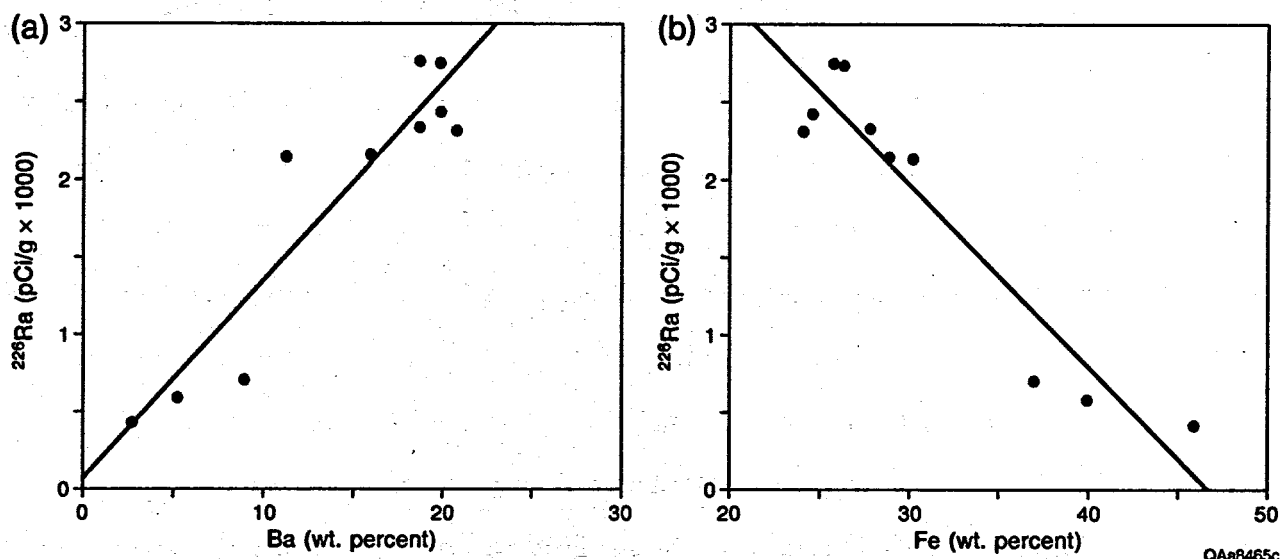 (a)
3
2
1
0
²²⁶Ra (pCi/g × 1000)
0 10 20 30
Ba (wt. percent)
(b)
3
2
1
0
²²⁶Ra (pCi/g × 1000)
20 30 40 50
Fe (wt. percent)
QAa8465c